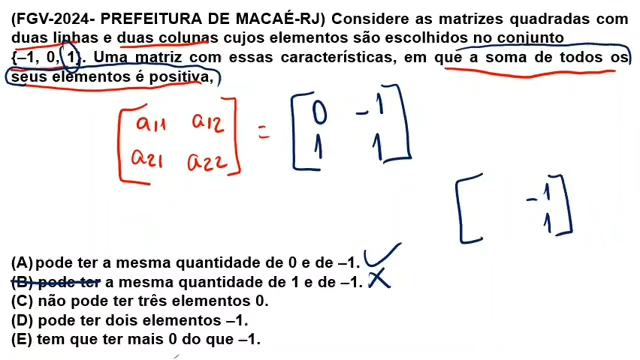 (FGV-2024- PREFEITURA DE MACAÉ-RJ) Considere as matrizes quadradas com
duas linhas e duas colunas cujos elementos são escolhidos no conjunto
{–1, 0, 1}. Uma matriz com essas características, em que a soma de todos os
seus elementos é positiva,
a11 a12 = 0 -1
a21 a22 1 1
-1
1
(A) pode ter a mesma quantidade de 0 e de –1. ✓
(B) pode ter a mesma quantidade de 1 e de –1. X
(C) não pode ter três elementos 0.
(D) pode ter dois elementos –1.
(E) tem que ter mais 0 do que –1.